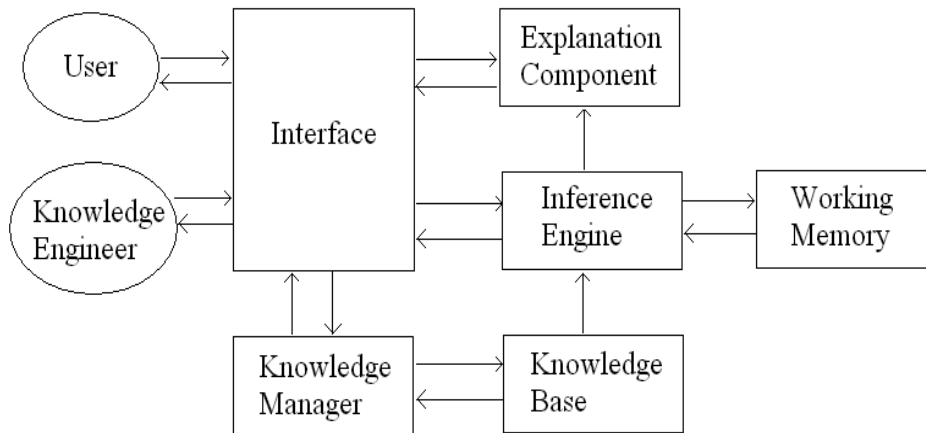 User
Interface
Explanation
Component
Knowledge
Engineer
Inference
Engine
Working
Memory
Knowledge
Manager
Knowledge
Base